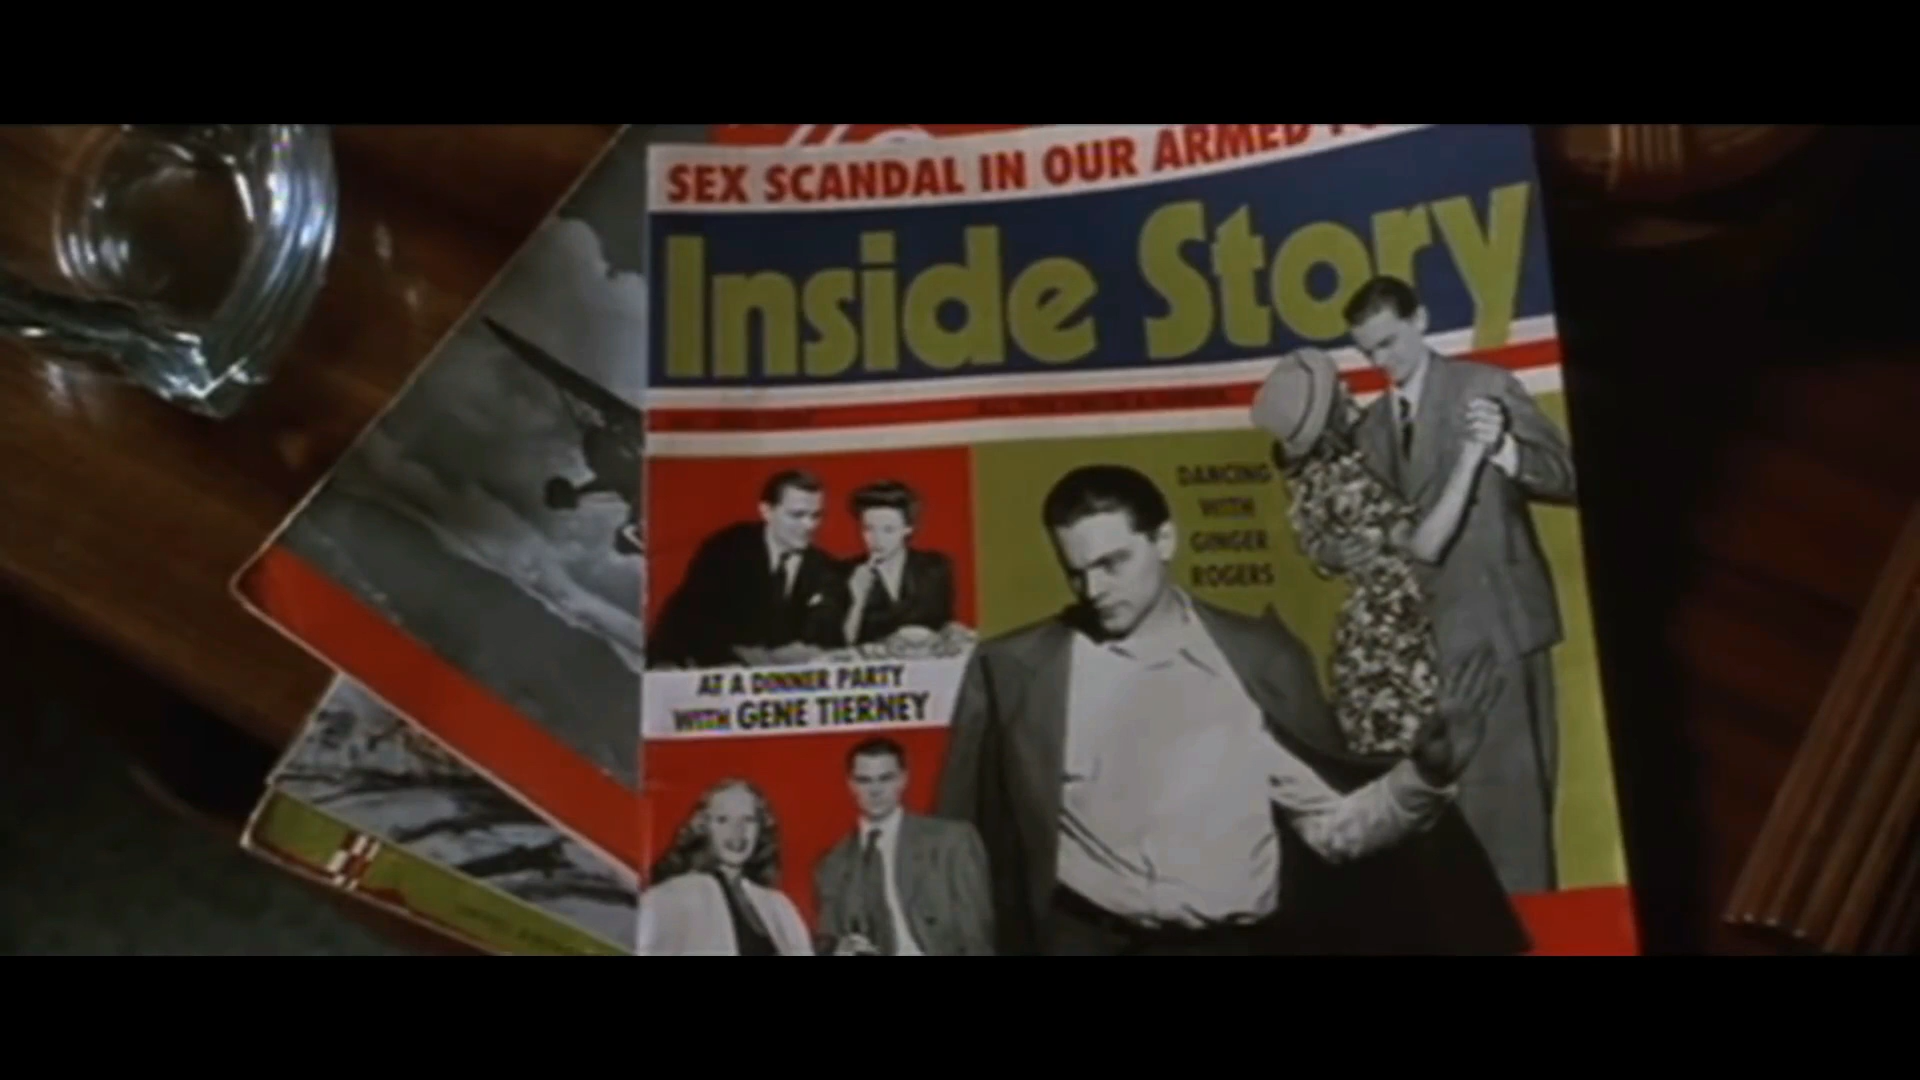 SEX SCANDAL IN OUR ARMED
Inside Story
DANCING
WITH
GINGER
ROGERS
AT A DINNER PARTY
WITH GENE TIERNEY